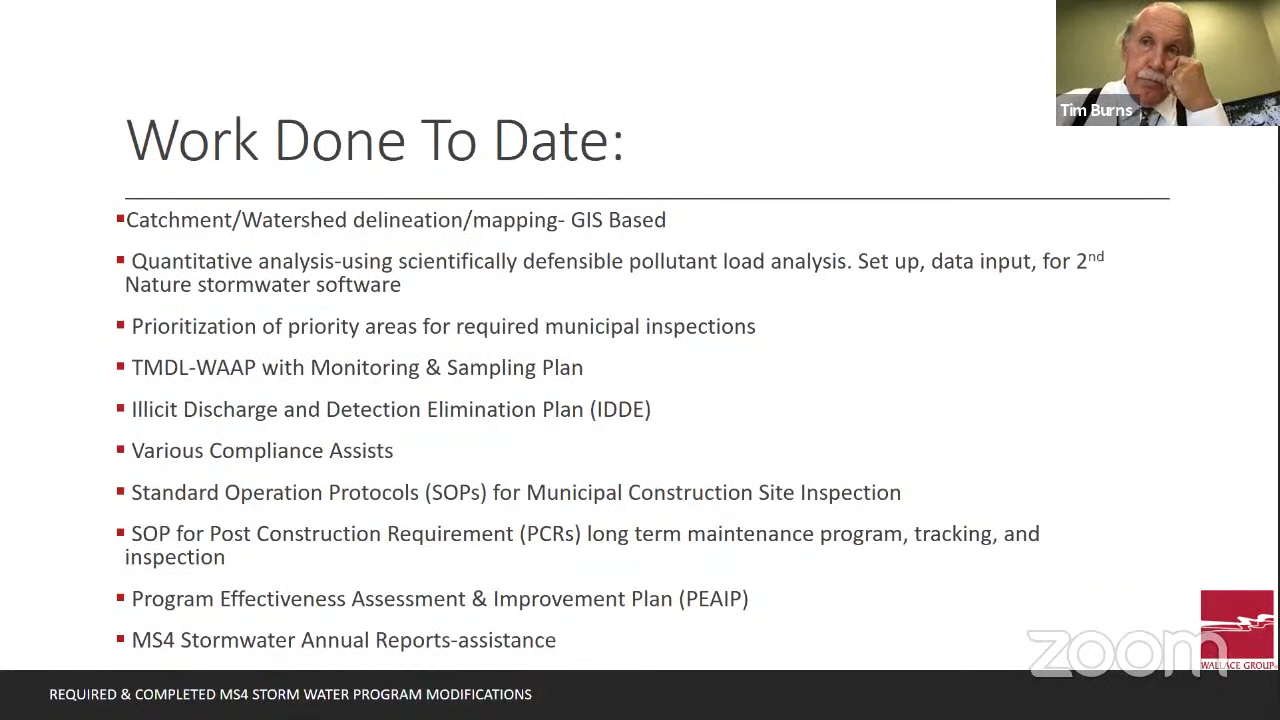 Tim Burns
Work Done To Date:
▪Catchment/Watershed delineation/mapping- GIS Based
▪ Quantitative analysis-using scientifically defensible pollutant load analysis. Set up, data input, for 2nd
Nature stormwater software
▪ Prioritization of priority areas for required municipal inspections
▪ TMDL-WAAP with Monitoring & Sampling Plan
▪ Illicit Discharge and Detection Elimination Plan (IDDE)
▪ Various Compliance Assists
▪ Standard Operation Protocols (SOPs) for Municipal Construction Site Inspection
▪ SOP for Post Construction Requirement (PCRs) long term maintenance program, tracking, and
inspection
▪ Program Effectiveness Assessment & Improvement Plan (PEAIP)
▪ MS4 Stormwater Annual Reports-assistance
zoom
WALLACE GROUP®
REQUIRED & COMPLETED MS4 STORM WATER PROGRAM MODIFICATIONS